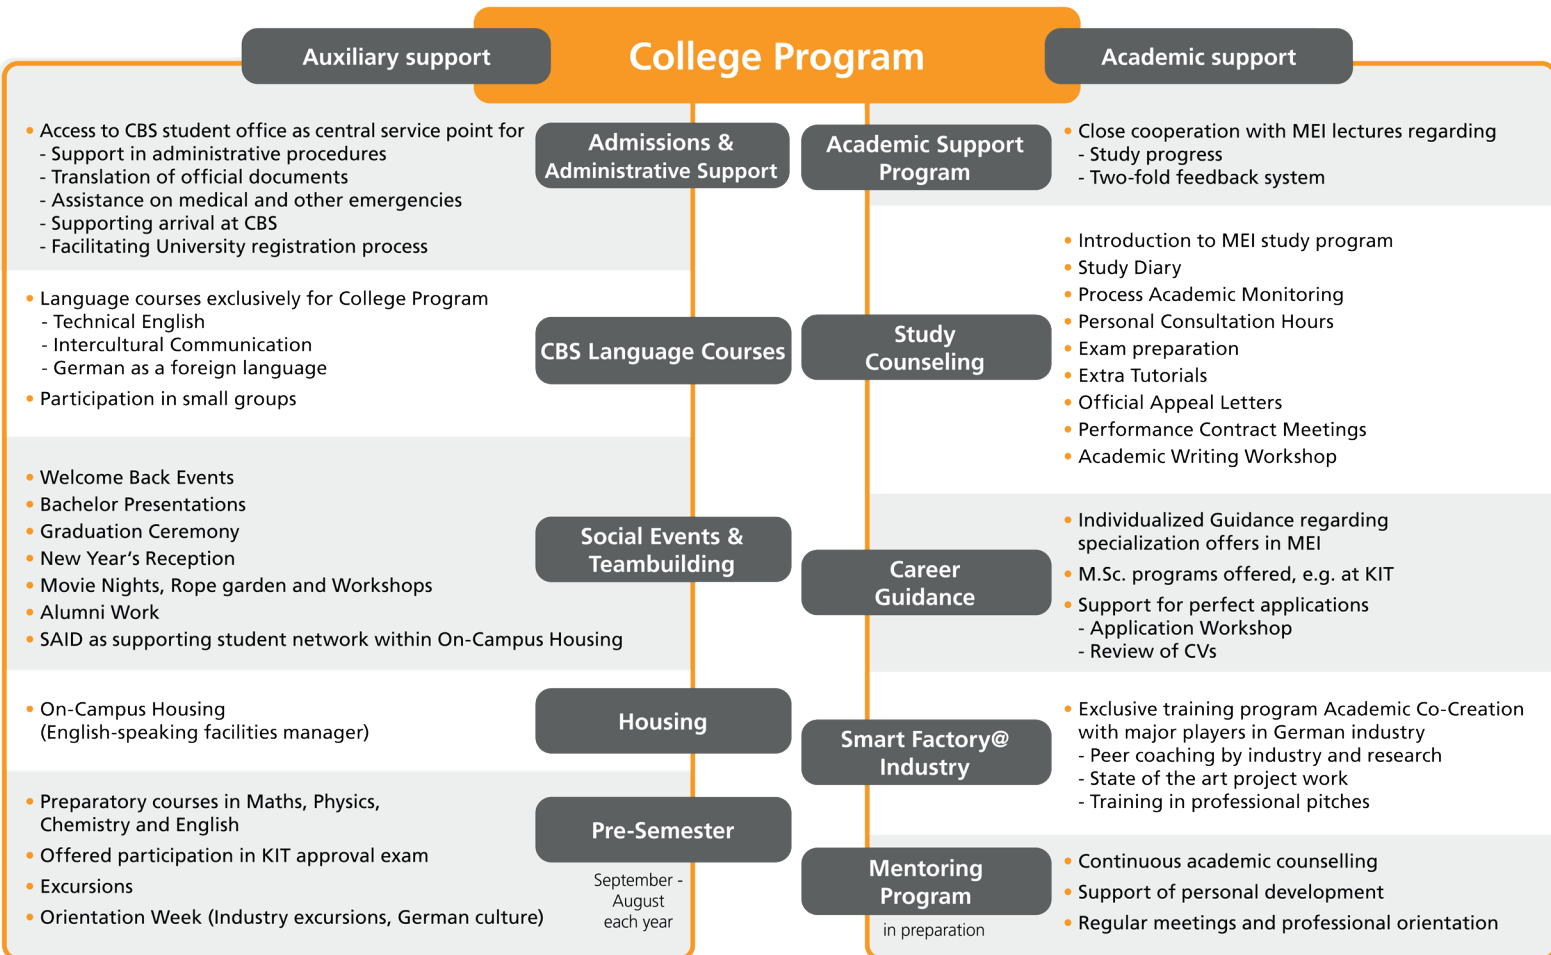 College Program
Auxiliary support
• Access to CBS student office as central service point for
- Support in administrative procedures
- Translation of official documents
- Assistance on medical and other emergencies
- Supporting arrival at CBS
- Facilitating University registration process
Admissions &
Administrative Support
• Language courses exclusively for College Program
- Technical English
- Intercultural Communication
- German as a foreign language
• Participation in small groups
CBS Language Courses
• Welcome Back Events
• Bachelor Presentations
• Graduation Ceremony
• New Year‘s Reception
• Movie Nights, Rope garden and Workshops
• Alumni Work
• SAID as supporting student network within On-Campus Housing
Social Events &
Teambuilding
• On-Campus Housing
(English-speaking facilities manager)
Housing
• Preparatory courses in Maths, Physics,
Chemistry and English
• Offered participation in KIT approval exam
• Excursions
• Orientation Week (Industry excursions, German culture)
Pre-Semester
September -
August
each year
Academic support
Academic Support
Program
• Close cooperation with MEI lectures regarding
- Study progress
- Two-fold feedback system
Study
Counseling
• Introduction to MEI study program
• Study Diary
• Process Academic Monitoring
• Personal Consultation Hours
• Exam preparation
• Extra Tutorials
• Official Appeal Letters
• Performance Contract Meetings
• Academic Writing Workshop
Career
Guidance
• Individualized Guidance regarding
specialization offers in MEI
• M.Sc. programs offered, e.g. at KIT
• Support for perfect applications
- Application Workshop
- Review of CVs
Smart Factory@
Industry
• Exclusive training program Academic Co-Creation
with major players in German industry
- Peer coaching by industry and research
- State of the art project work
- Training in professional pitches
Mentoring
Program
in preparation
• Continuous academic counselling
• Support of personal development
• Regular meetings and professional orientation